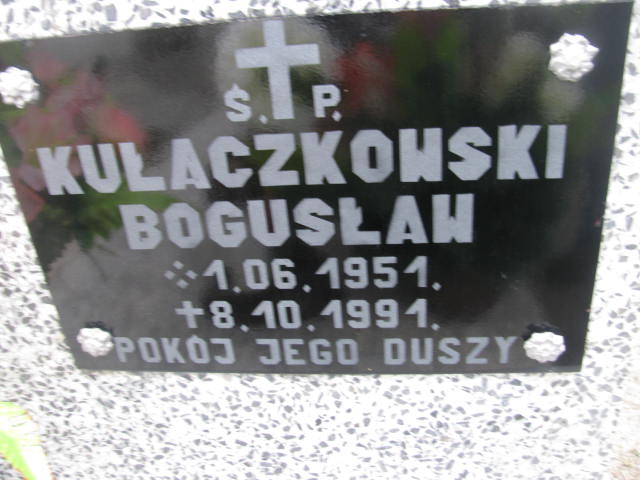 Ś. P.
KUŁACZKOWSKI
BOGUSŁAW
1.06.1951.
✝8.10.1991.
POKÓJ JEGO DUSZY